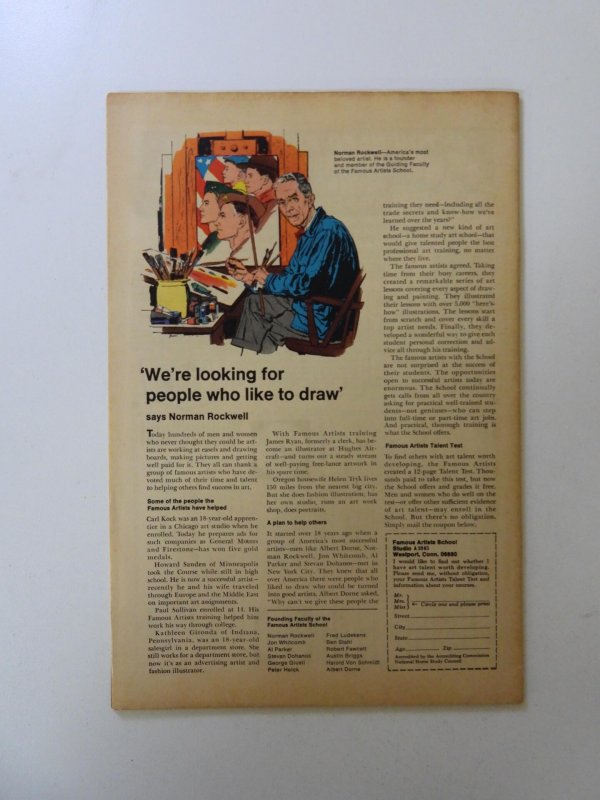 Norman Rockwell—America's most
beloved artist. He is a founder
and member of the Guiding Faculty
of the Famous Artists School.
'We're looking for
people who like to draw'
says Norman Rockwell
Today hundreds of men and women
who never thought they could be art-
ists are working at easels and drawing
boards, making pictures and getting
well paid for it. They all can thank a
group of famous artists who have de-
voted much of their time and talent
to helping others find success in art.
Some of the people the
Famous Artists have helped
Carl Kock was an 18-year-old appren-
tice in a Chicago art studio when he
enrolled. Today he prepares ads for
such companies as General Motors
and Firestone—has won five gold
medals.
Howard Sanden of Minneapolis
took the Course while still in high
school. He is now a successful artist—
recently he and his wife traveled
through Europe and the Middle East
on important art assignments.
Paul Sullivan enrolled at 14. His
Famous Artists training helped him
work his way through college.
Kathleen Gironda of Indiana,
Pennsylvania, was an 18-year-old
salesgirl in a department store. She
still works for a department store, but
now it's as an advertising artist and
fashion illustrator.
With Famous Artists training
James Ryan, formerly a clerk, has be-
come an illustrator at Hughes Air-
craft—and turns out a steady stream
of well-paying free-lance artwork in
his spare time.
Oregon housewife Helen Tryk lives
150 miles from the nearest big city.
But she does fashion illustration, has
her own studio, runs an art work
shop, does portraits.
A plan to help others
It started over 18 years ago when a
group of America's most successful
artists—men like Albert Dorne, Nor-
man Rockwell, Jon Whitcomb, Al
Parker and Stevan Dohanos—met in
New York City. They knew that all
over America there were people who
liked to draw who could be turned
into good artists. Albert Dorne asked,
"Why can't we give these people the
Founding Faculty of the
Famous Artists School
Norman Rockwell
Jon Whitcomb
Al Parker
Stevan Dohanos
George Giusti
Peter Helck
Fred Ludekens
Ben Stahl
Robert Fawcett
Austin Briggs
Harold Von Schmidt
Albert Dorne
training they need—including all the
trade secrets and know-how we've
learned over the years?"
He suggested a new kind of art
school—a home study art school—that
would give talented people the best
professional art training, no matter
where they live.
The famous artists agreed. Taking
time from their busy careers, they
created a remarkable series of art
lessons covering every aspect of draw-
ing and painting. They illustrated
their lessons with over 5,000 "here's
how" illustrations. The lessons start
from scratch and cover every skill a
top artist needs. Finally, they de-
veloped a wonderful way to give each
student personal correction and ad-
vice all through his training.
The famous artists with the School
are not surprised at the success of
their students. The opportunities
open to successful artists today are
enormous. The School continually
gets calls from all over the country
asking for practical well-trained stu-
dents—not geniuses—who can step
into full-time or part-time art jobs.
And practical, thorough training is
what the School offers.
Famous Artists Talent Test
To find others with art talent worth
developing, the Famous Artists
created a 12-page Talent Test. Thou-
sands paid to take this test, but now
the School offers and grades it free.
Men and women who do well on the
test—or offer other sufficient evidence
of art talent—may enroll in the
School. But there's no obligation.
Simply mail the coupon below.
Famous Artists School
Studio
Westport, Conn. 06880
I would like to find out whether I
have art talent worth developing.
Please send me, without obligation,
your Famous Artists Talent Test and
information about your courses.
Mr.
Mrs.
Miss
Circle one and please print
Street
City
State
Age Zip
Accredited by the Accrediting Commission
National Home Study Council